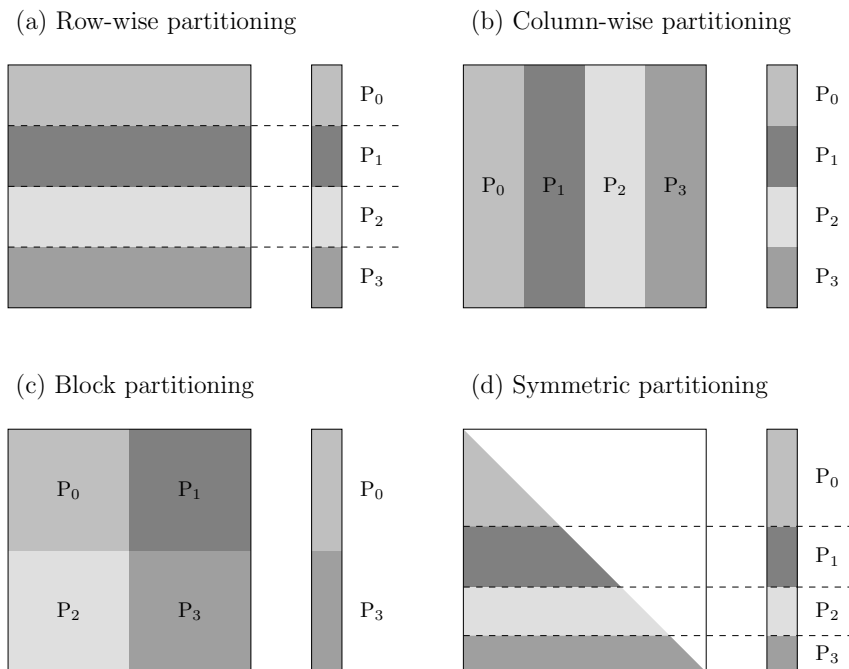 (a) Row-wise partitioning
P₀
P₁
P₂
P₃
(b) Column-wise partitioning
P₀ P₁ P₂ P₃
P₀
P₁
P₂
P₃
(c) Block partitioning
P₀ P₁
P₂ P₃
P₀
P₃
(d) Symmetric partitioning
P₀
P₁
P₂
P₃